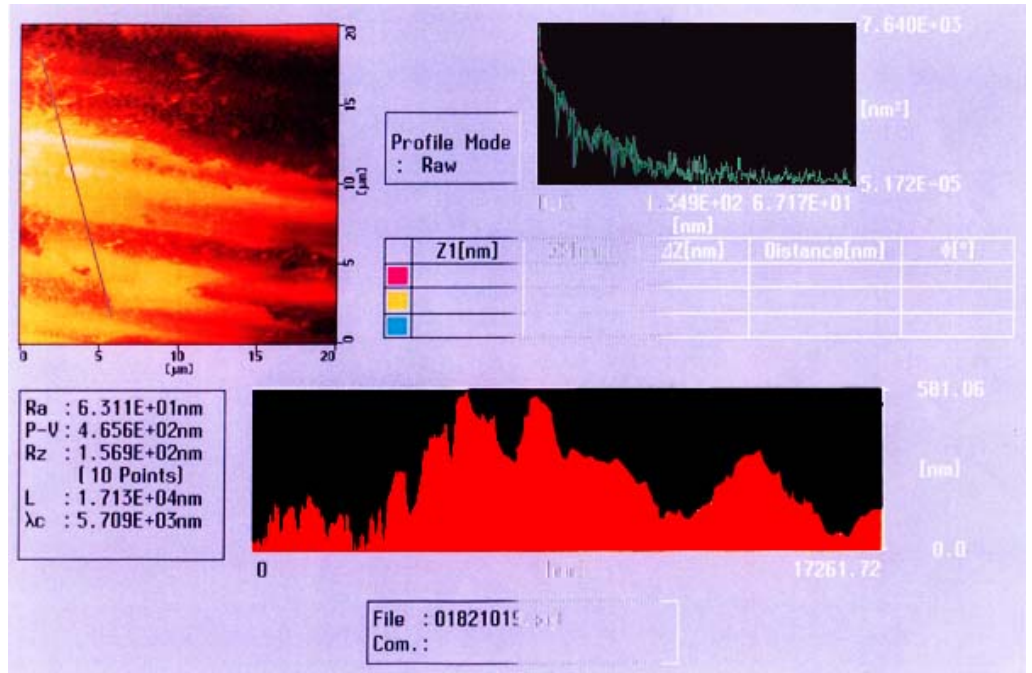 20
15
10
[µm]
5
0
0 5 10 15 20
[µm]
Profile Mode
: Raw
7.640E+03
[nm²]
5.172E-05
1.349E+02 6.717E+01
[nm]
Z1[nm] ΔZ[nm] Distance[nm] φ[°]
Ra : 6.311E+01nm
P-V : 4.656E+02nm
Rz : 1.569E+02nm
[10 Points]
L : 1.713E+04nm
λc : 5.709E+03nm
581.06
[nm]
0.0
0 17261.72
File :0182101
Com.: